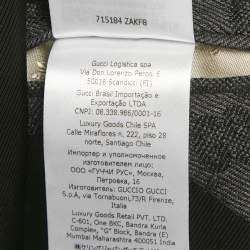 715184 ZAKFB
Gucci Logistica spa
Via Don Lorenzo Perosi 6
50018 Scandicci (FI)
Gucci Brasil Importação e
Exportação LTDA
CNPJ: 08.338.966/0001-16
Luxury Goods Chile SPA
Calle Miraflores n. 222, piso 28
norte, Santiago Chile
Импортер и уполномоченное
изготовителем лицо:
ООО «ГУЧЧИ РУС», Москва,
Петровка, 16
Изготовитель: GUCCIO GUCCI
S.p.A, via Tornabuoni,73/R Firenze,
Italia
Luxury Goods Retail PVT. LTD.
C-001, One BKC, Bandra Kurla
Complex, "G" Block, Bandra (E)
Mumbai Maharashtra 400051 India